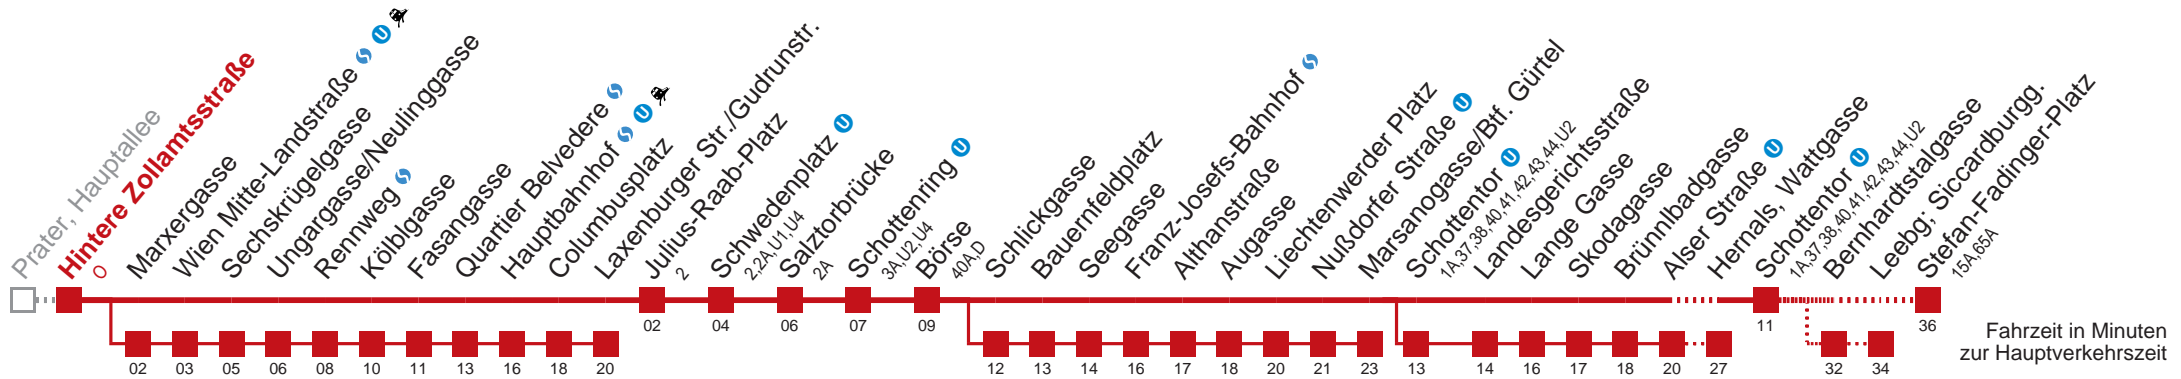 Prater, Hauptallee
Hintere Zollamtsstraße
0
Marxergasse
Wien Mitte-Landstraße S U
Sechskrügelgasse
Ungargasse/Neulinggasse
Rennweg S
Kölblgasse
Fasangasse
Quartier Belvedere S
Hauptbahnhof S U
Columbusplatz
Laxenburger Str./Gudrunstr.
Julius-Raab-Platz
2
Schwedenplatz U
2,2A,U1,U4
Salztorbrücke
2A
Schottenring U
3A,U2,U4
Börse
40A,D
Schlickgasse
Bauernfeldplatz
Seegasse
Franz-Josefs-Bahnhof S
Althanstraße
Augasse
Liechtenwerder Platz
Nußdorfer Straße U
Marsanogasse/Btf. Gürtel
Schottentor U
1A,37,38,40,41,42,43,44,U2
Landesgerichtsstraße
Lange Gasse
Skodagasse
Brünnlbadgasse
Alser Straße U
Hernals, Wattgasse
Schottentor U
1A,37,38,40,41,42,43,44,U2
Bernhardtstalgasse
Leebg; Siccardburgg.
Stefan-Fadinger-Platz
15A,65A
02 04 06 07 09 11 36
02 03 05 06 08 10 11 13 16 18 20 12 13 14 16 17 18 20 21 23 13 14 16 17 18 20 27 32 34
Fahrzeit in Minuten
zur Hauptverkehrszeit